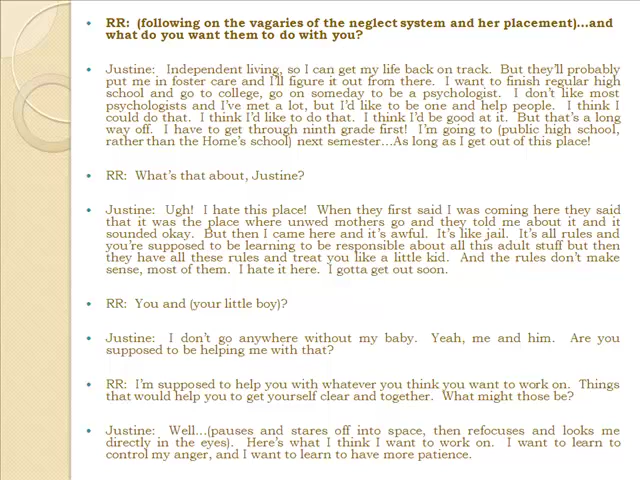 RR: (following on the vagaries of the neglect system and her placement)…and
what do you want them to do with you?
Justine: Independent living, so I can get my life back on track. But they'll probably
put me in foster care and I'll figure it out from there. I want to finish regular high
school and go to college, go on someday to be a psychologist. I don't like most
psychologists and I've met a lot, but I'd like to be one and help people. I think I
could do that. I think I'd like to do that. I think I'd be good at it. But that's a long
way off. I have to get through ninth grade first! I'm going to (public high school,
rather than the Home's school) next semester…As long as I get out of this place!
RR: What's that about, Justine?
Justine: Ugh! I hate this place! When they first said I was coming here they said
that it was the place where unwed mothers go and they told me about it and it
sounded okay. But then I came here and it's awful. It's like jail. It's all rules and
you're supposed to be learning to be responsible about all this adult stuff but then
they have all these rules and treat you like a little kid. And the rules don't make
sense, most of them. I hate it here. I gotta get out soon.
RR: You and (your little boy)?
Justine: I don't go anywhere without my baby. Yeah, me and him. Are you
supposed to be helping me with that?
RR: I'm supposed to help you with whatever you think you want to work on. Things
that would help you to get yourself clear and together. What might those be?
Justine: Well…(pauses and stares off into space, then refocuses and looks me
directly in the eyes). Here's what I think I want to work on. I want to learn to
control my anger, and I want to learn to have more patience.